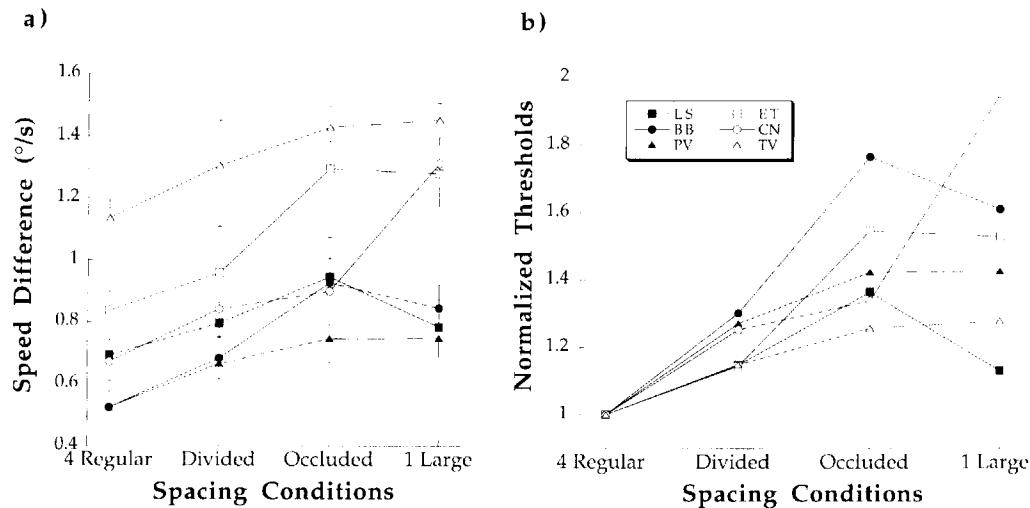 a)
Speed Difference (°/s)
1.6
1.4
1.2
1
0.8
0.6
0.4
4 Regular Divided Occluded 1 Large
Spacing Conditions
b)
Normalized Thresholds
2
1.8
1.6
1.4
1.2
1
LS ET
BB CN
PV TV
4 Regular Divided Occluded 1 Large
Spacing Conditions